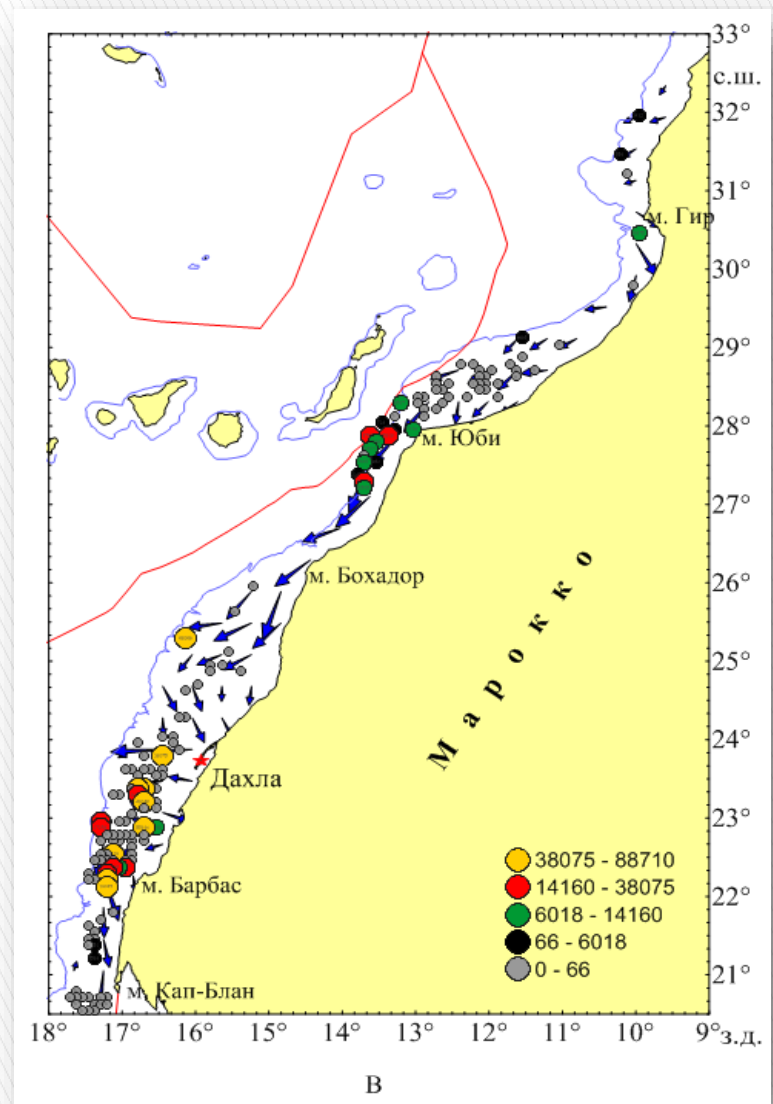 33°
с.ш.
32°
31°
м. Гир
30°
29°
28°
м. Юби
27°
м. Бохадор
26°
25°
Марокко
24°
Дахла
23°
38075 - 88710
14160 - 38075
м. Барбас
22°
6018 - 14160
66 - 6018
21°
0 - 66
м. Кап-Блан
18° 17° 16° 15° 14° 13° 12° 11° 10° 9° з.д.
В